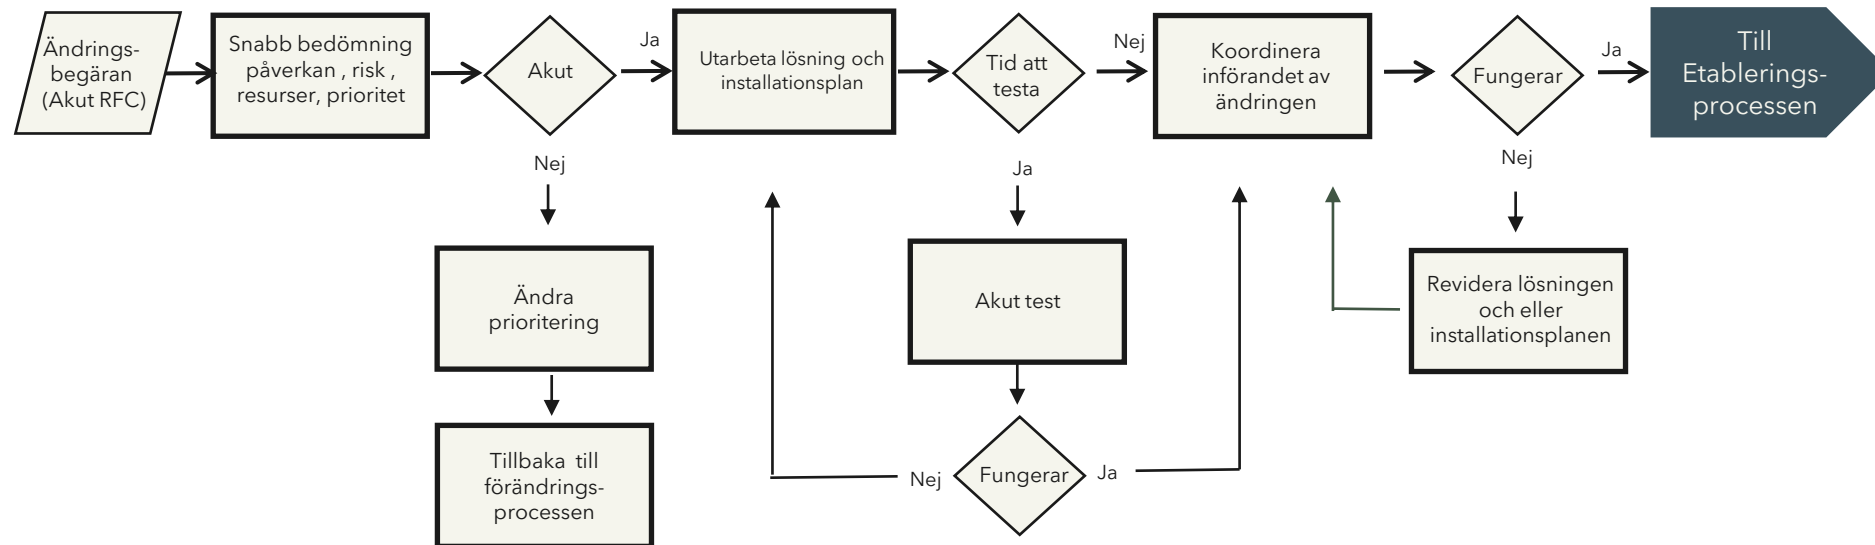 Ändrings-
begäran
(Akut RFC)
Snabb bedömning
påverkan , risk ,
resurser, prioritet
Akut
Ja
Utarbeta lösning och
installationsplan
Tid att
testa
Nej
Koordinera
införandet av
ändringen
Fungerar
Ja
Till
Etablerings-
processen
Nej
Ja
Nej
Ändra
prioritering
Akut test
Revidera lösningen
och eller
installationsplanen
Tillbaka till
förändrings-
processen
Nej
Fungerar
Ja